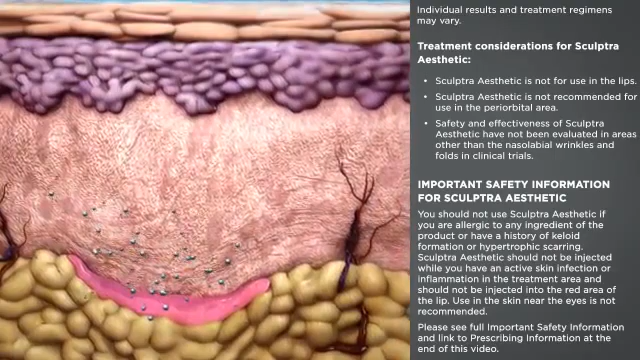 Individual results and treatment regimens
may vary.
Treatment considerations for Sculptra
Aesthetic:
• Sculptra Aesthetic is not for use in the lips.
• Sculptra Aesthetic is not recommended for
use in the periorbital area.
• Safety and effectiveness of Sculptra
Aesthetic have not been evaluated in areas
other than the nasolabial wrinkles and
folds in clinical trials.
IMPORTANT SAFETY INFORMATION
FOR SCULPTRA AESTHETIC
You should not use Sculptra Aesthetic if
you are allergic to any ingredient of the
product or have a history of keloid
formation or hypertrophic scarring.
Sculptra Aesthetic should not be injected
while you have an active skin infection or
inflammation in the treatment area and
should not be injected into the red area of
the lip. Use in the skin near the eyes is not
recommended.
Please see full Important Safety Information
and link to Prescribing Information at the
end of this video.